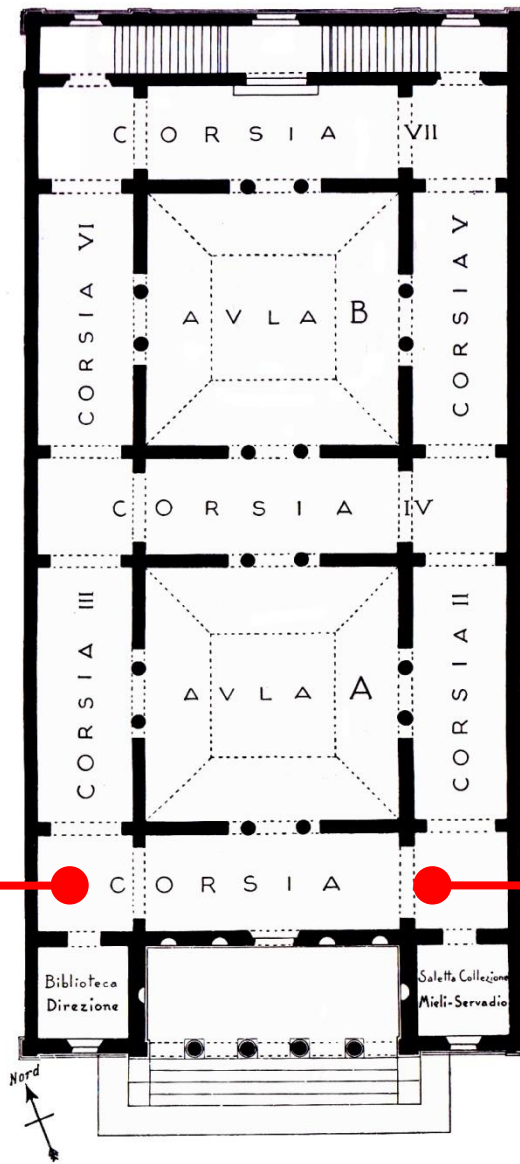 CORSIA VII
CORSIA VI
AVLA B
CORSIA V
CORSIA IV
CORSIA III
AVLA A
CORSIA II
CORSIA
Biblioteca
Direzione
Saletta Collezione
Mieli-Servadio
Nord